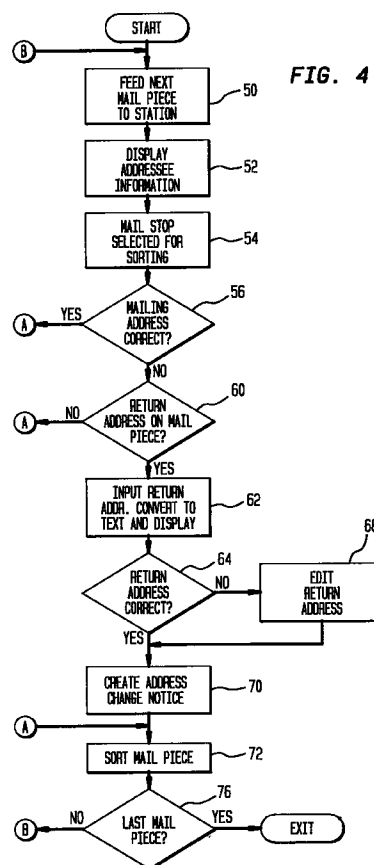 START
B
FIG. 4
FEED NEXT
MAIL PIECE
TO STATION
50
DISPLAY
ADDRESSEE
INFORMATION
52
MAIL STOP
SELECTED FOR
SORTING
54
56
MAILING
ADDRESS
CORRECT?
YES
A
NO
60
RETURN
ADDRESS ON MAIL
PIECE?
NO
A
YES
62
INPUT RETURN
ADDR. CONVERT TO
TEXT AND DISPLAY
64
RETURN
ADDRESS
CORRECT?
NO
68
EDIT
RETURN
ADDRESS
YES
CREATE ADDRESS
CHANGE NOTICE
70
A
SORT MAIL PIECE
72
76
LAST MAIL
PIECE?
NO
B
YES
EXIT